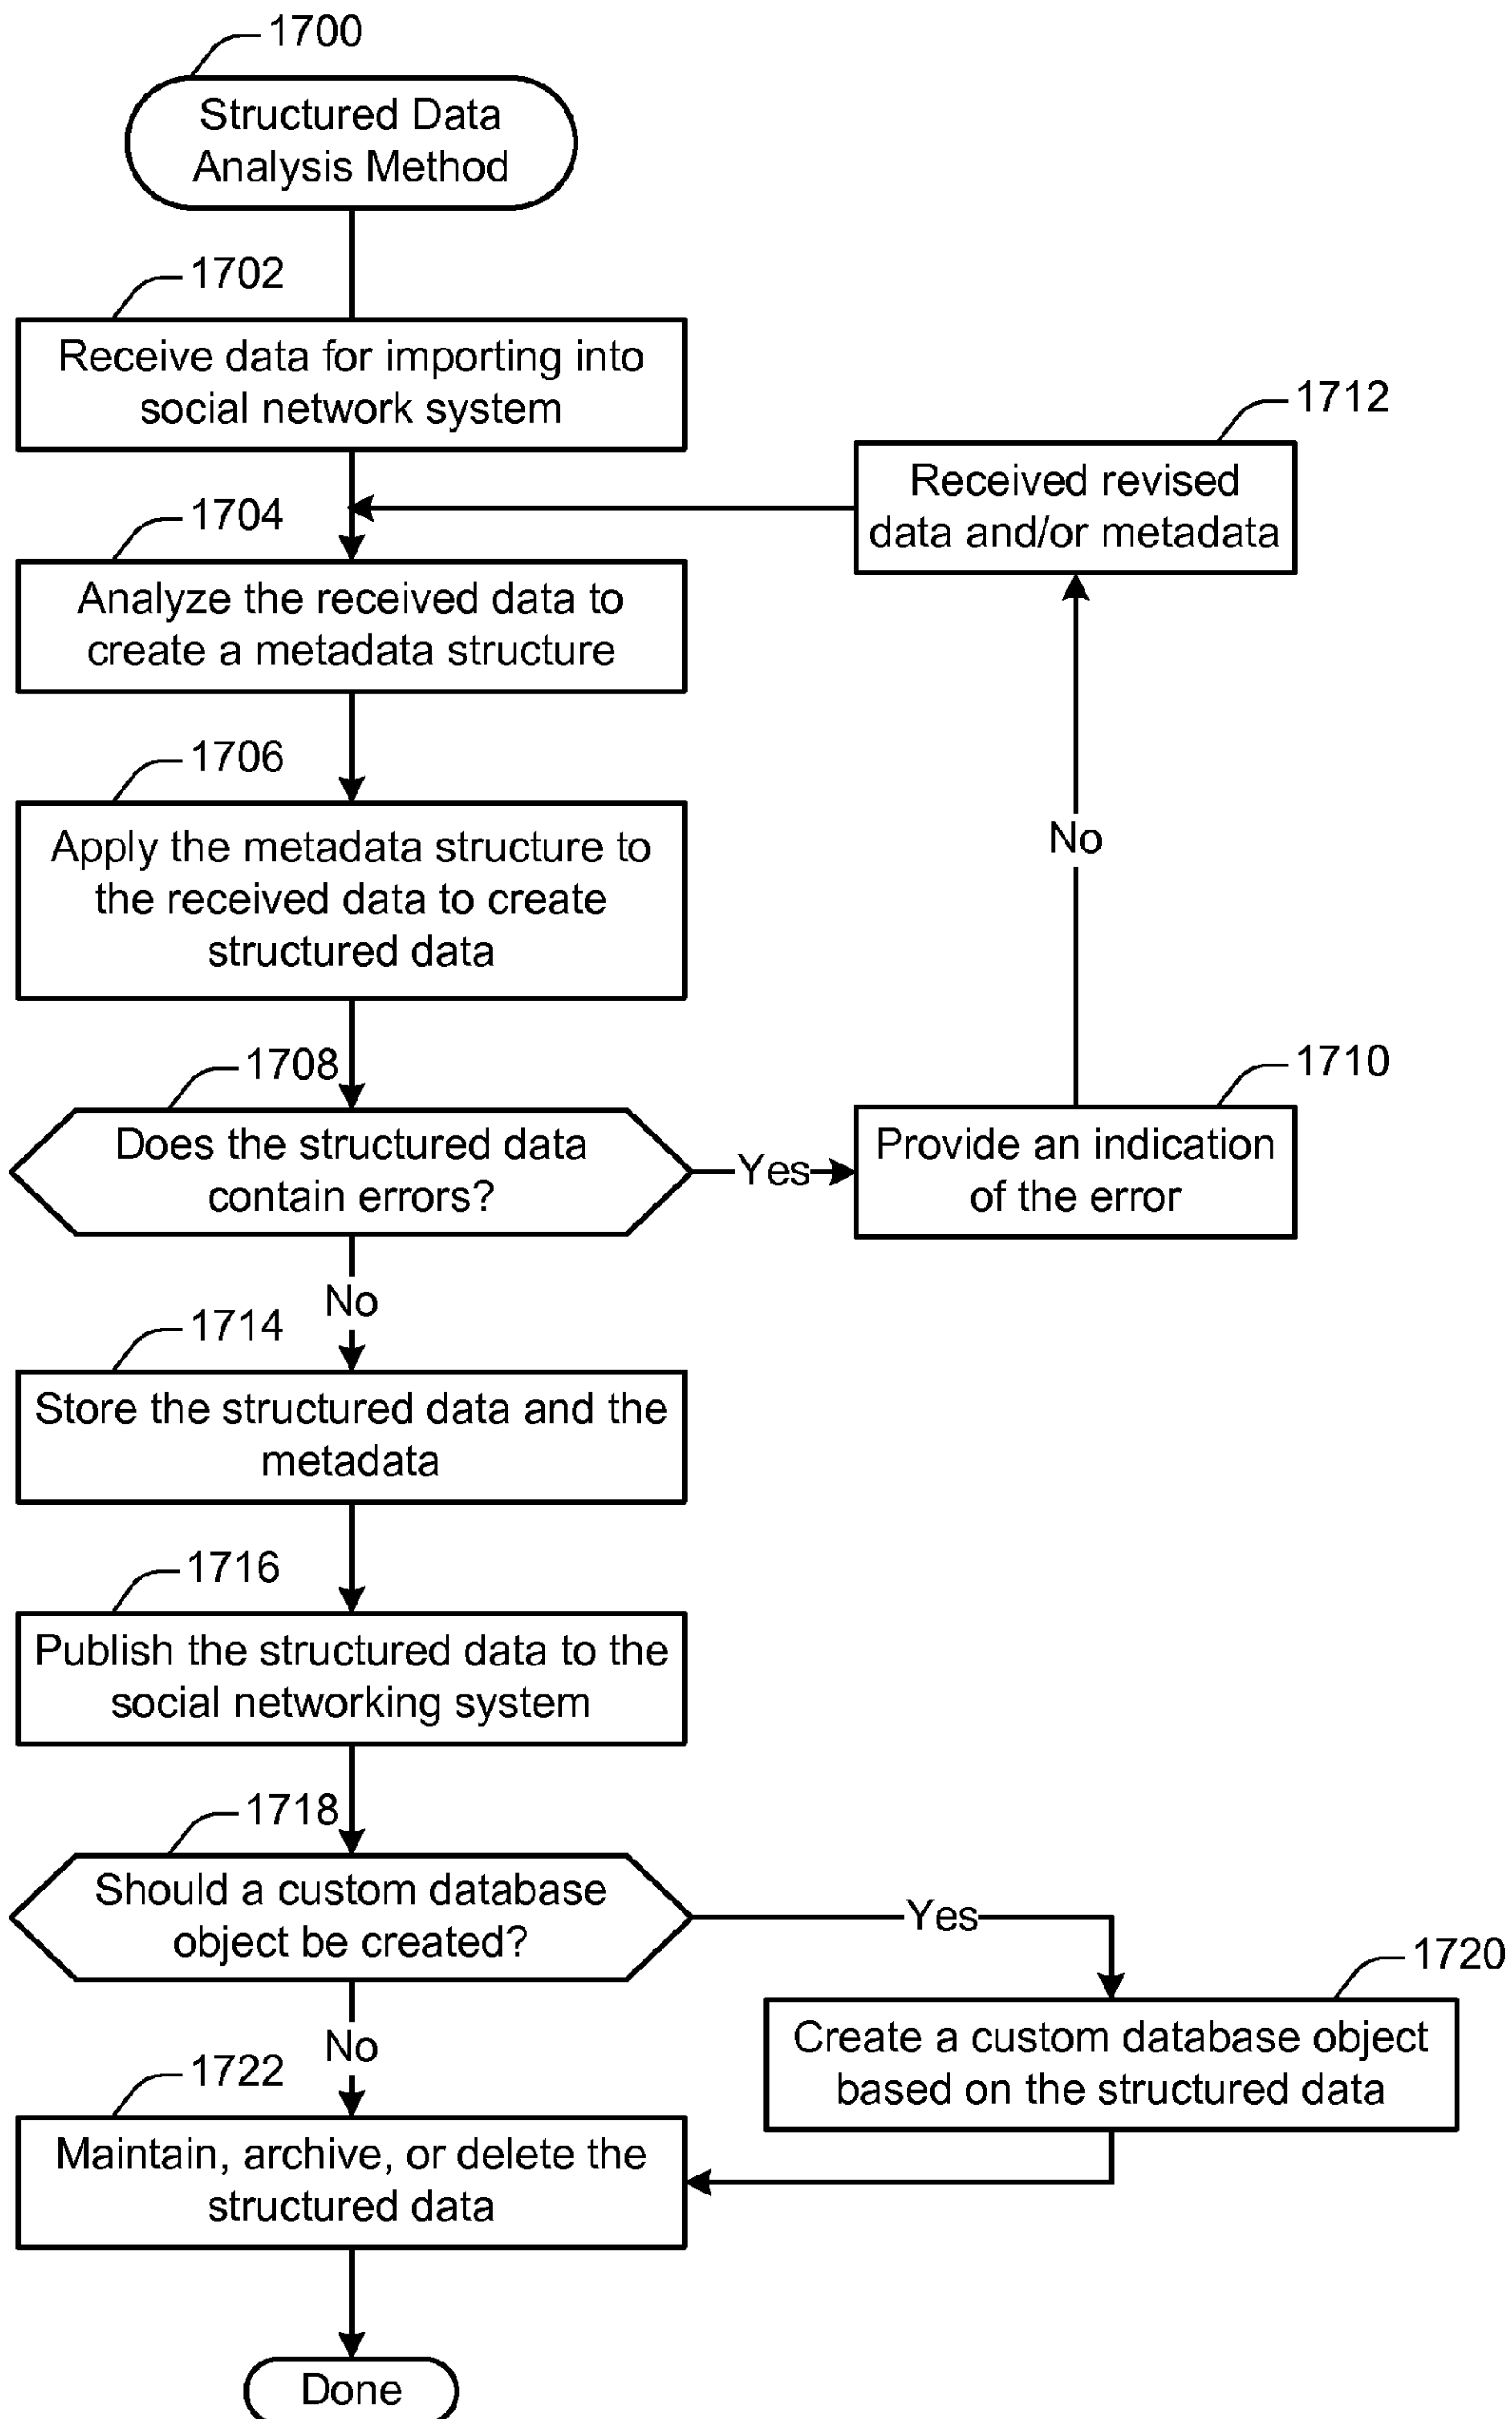 1700
Structured Data
Analysis Method
1702
Receive data for importing into
social network system
1712
Received revised
data and/or metadata
1704
Analyze the received data to
create a metadata structure
1706
Apply the metadata structure to
the received data to create
structured data
No
1708
Does the structured data
contain errors?
Yes
1710
Provide an indication
of the error
No
1714
Store the structured data and the
metadata
1716
Publish the structured data to the
social networking system
1718
Should a custom database
object be created?
Yes
1720
Create a custom database object
based on the structured data
No
1722
Maintain, archive, or delete the
structured data
Done